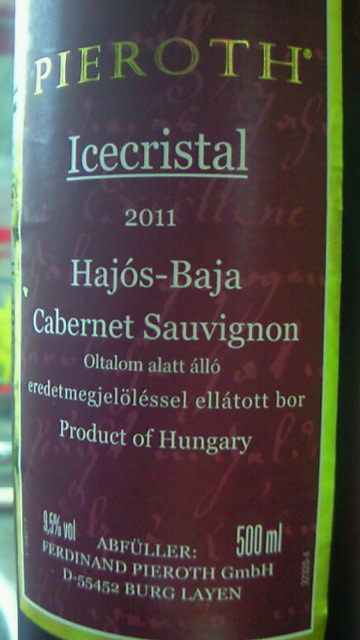 PIEROTH®
Icecristal
2011
Hajós-Baja
Cabernet Sauvignon
Oltalom alatt álló
eredetmegjelöléssel ellátott bor
Product of Hungary
9,5% vol
500 ml
ABFÜLLER:
FERDINAND PIEROTH GmbH
D-55452 BURG LAYEN